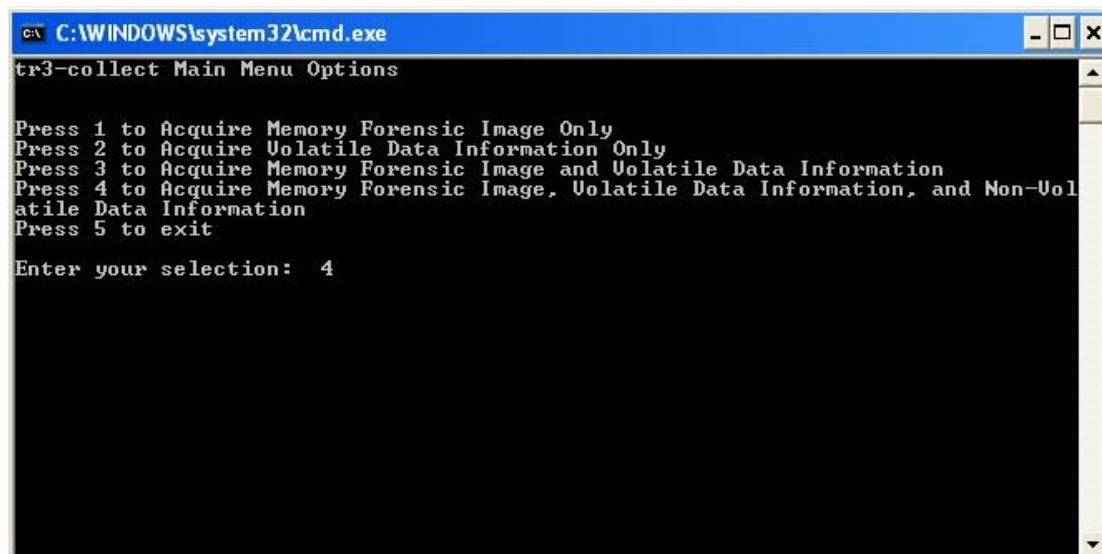 C:\WINDOWS\system32\cmd.exe
tr3-collect Main Menu Options
Press 1 to Acquire Memory Forensic Image Only
Press 2 to Acquire Volatile Data Information Only
Press 3 to Acquire Memory Forensic Image and Volatile Data Information
Press 4 to Acquire Memory Forensic Image, Volatile Data Information, and Non-Vol
atile Data Information
Press 5 to exit
Enter your selection:  4